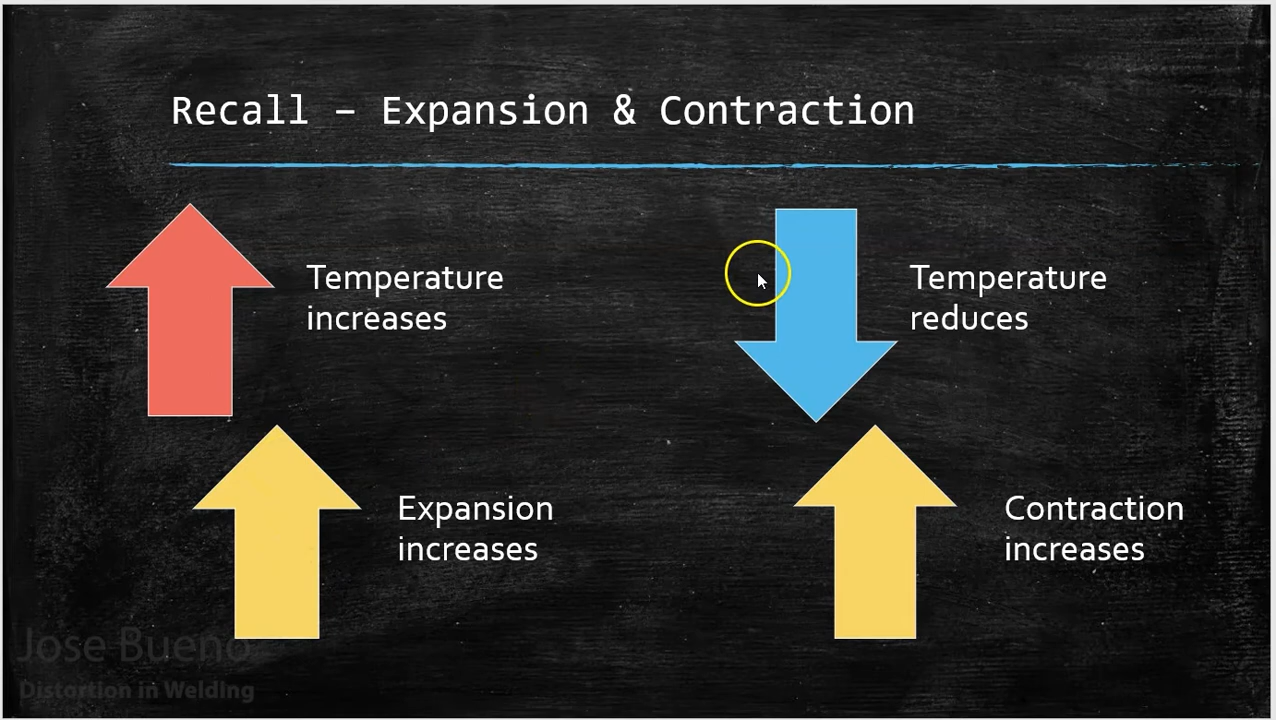 Recall – Expansion & Contraction
Temperature
increases
Temperature
reduces
Expansion
increases
Contraction
increases
Jose Bueno
Distortion in Welding